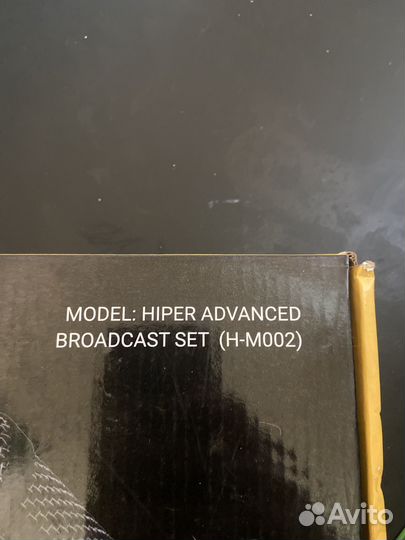 MODEL: HIPER ADVANCED
BROADCAST SET (H-M002)
Avito